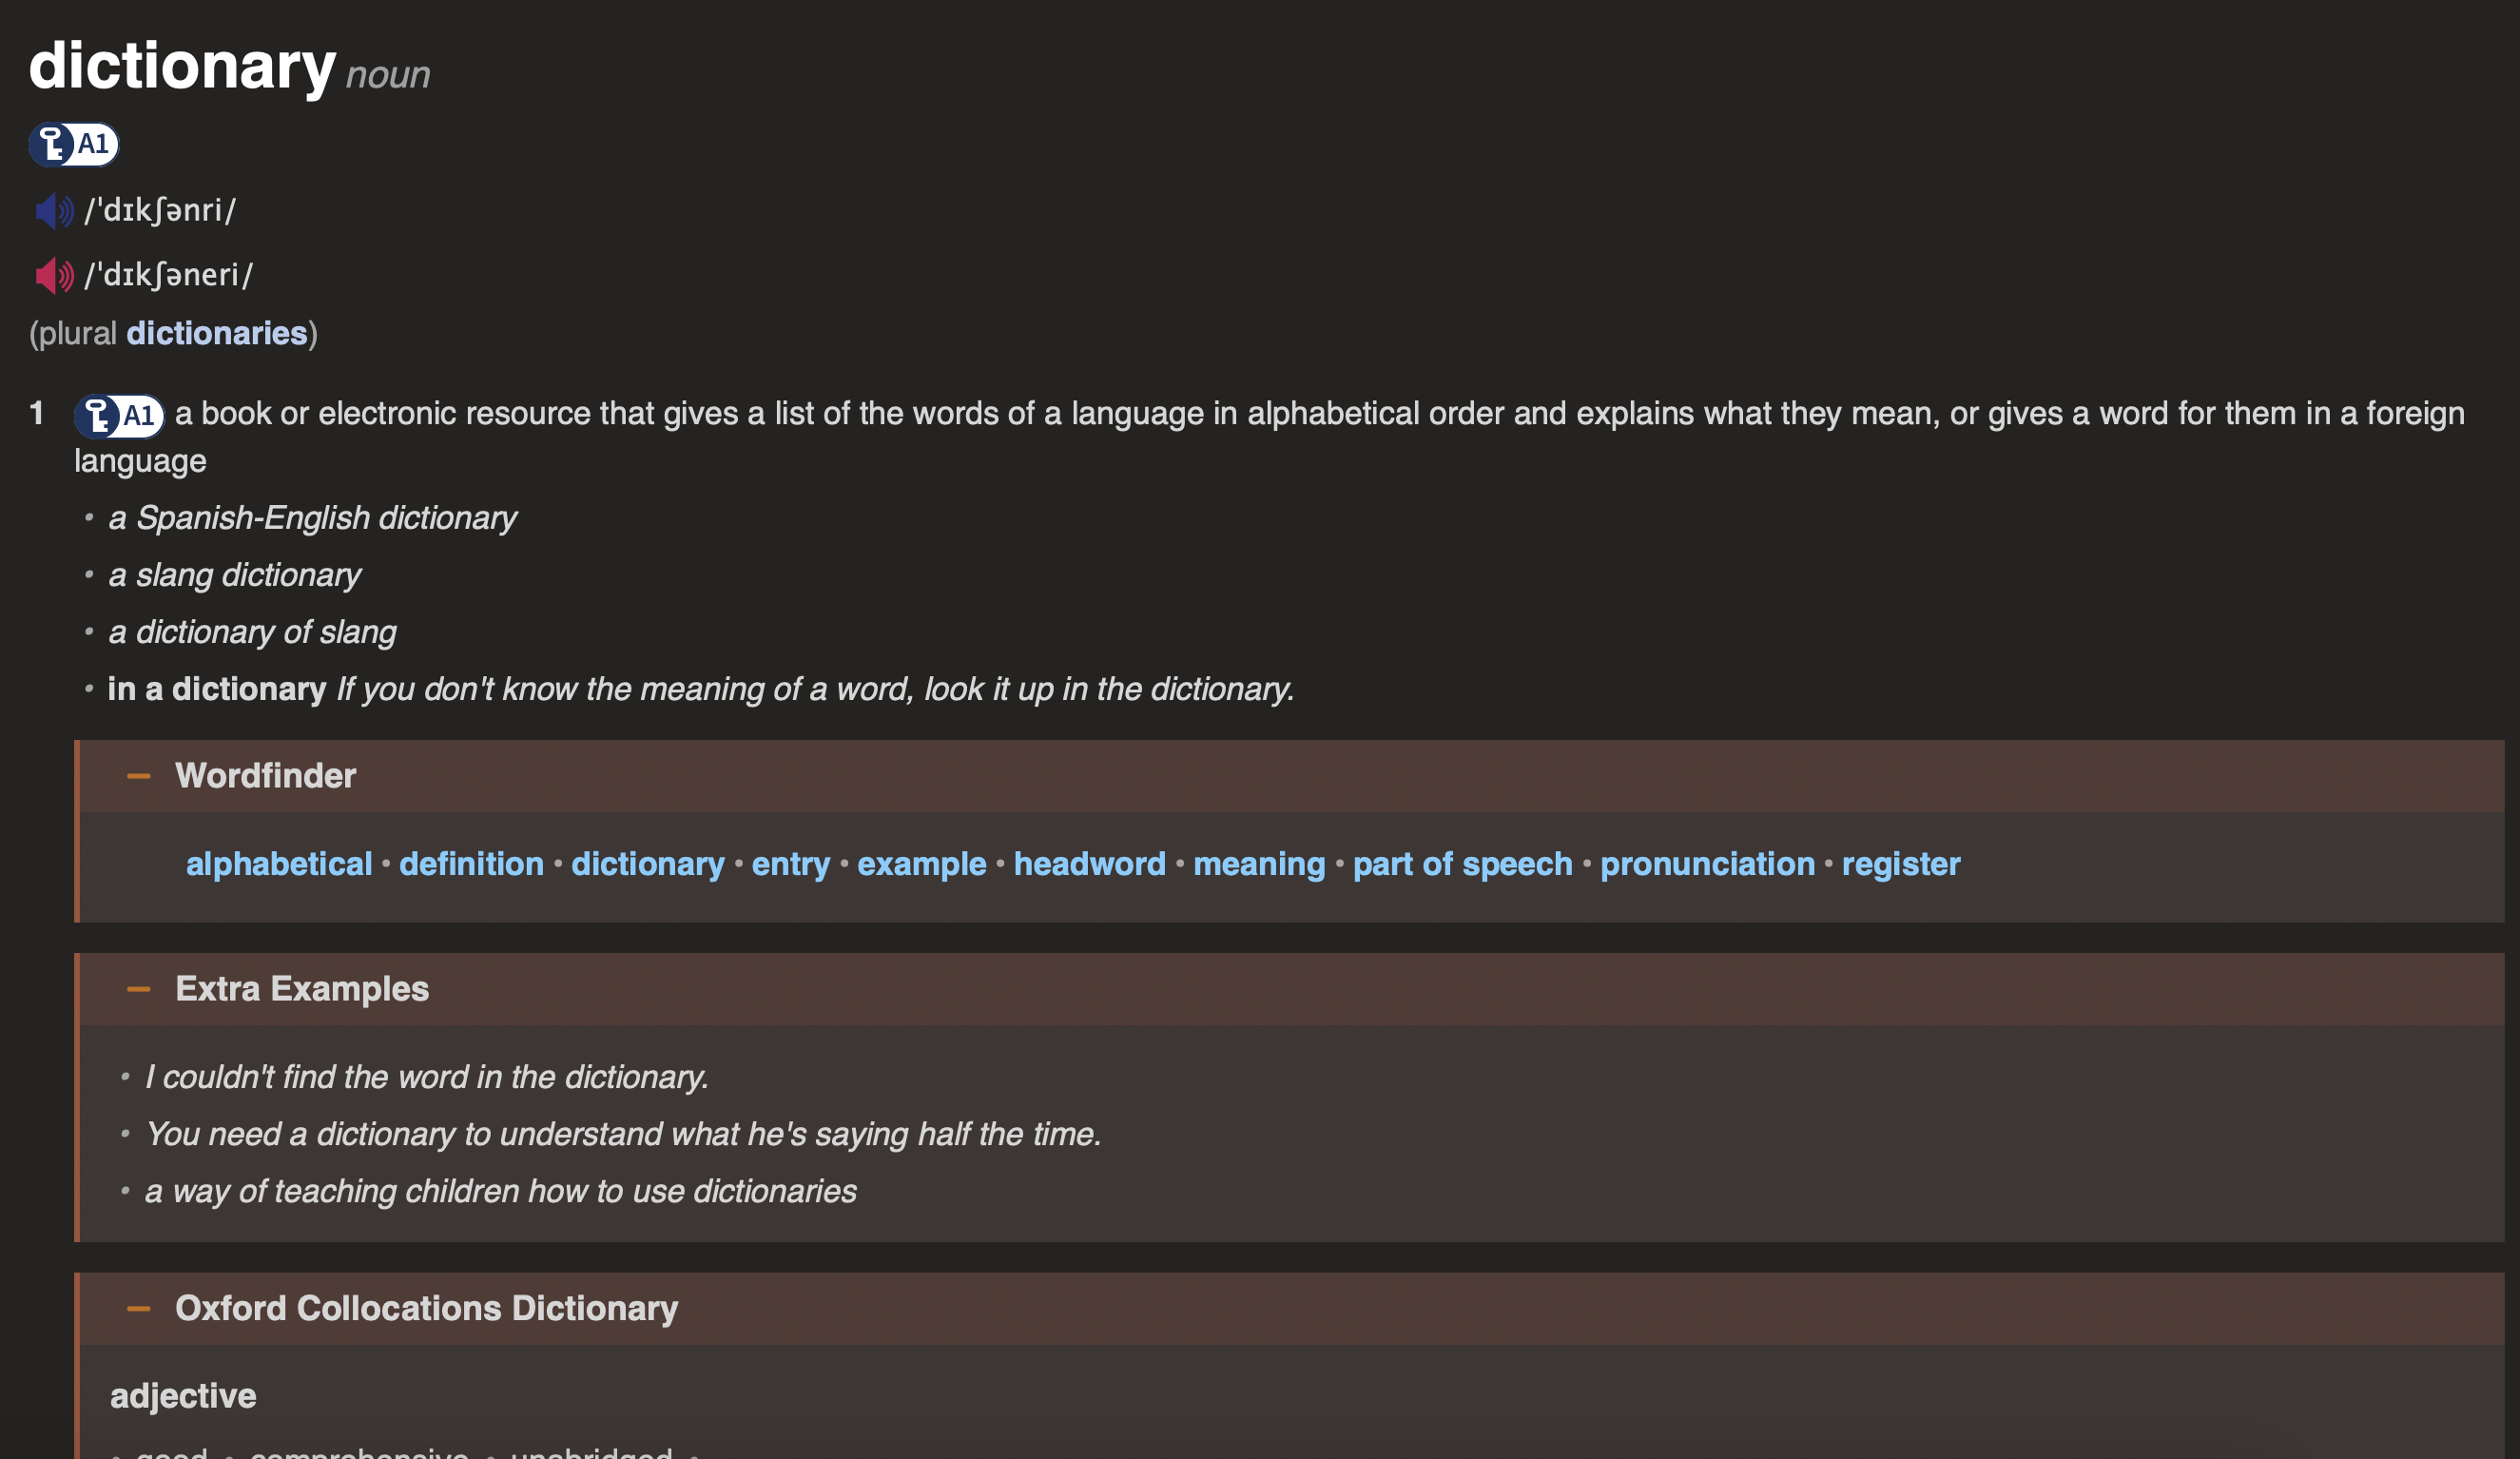 dictionary noun
A1
/ˈdɪkʃənri/
/ˈdɪkʃəneri/
(plural dictionaries)
1 A1 a book or electronic resource that gives a list of the words of a language in alphabetical order and explains what they mean, or gives a word for them in a foreign
language
• a Spanish-English dictionary
• a slang dictionary
• a dictionary of slang
• in a dictionary If you don't know the meaning of a word, look it up in the dictionary.
— Wordfinder
alphabetical • definition • dictionary • entry • example • headword • meaning • part of speech • pronunciation • register
— Extra Examples
• I couldn't find the word in the dictionary.
• You need a dictionary to understand what he's saying half the time.
• a way of teaching children how to use dictionaries
— Oxford Collocations Dictionary
adjective
• good • comprehensive • unabridged •